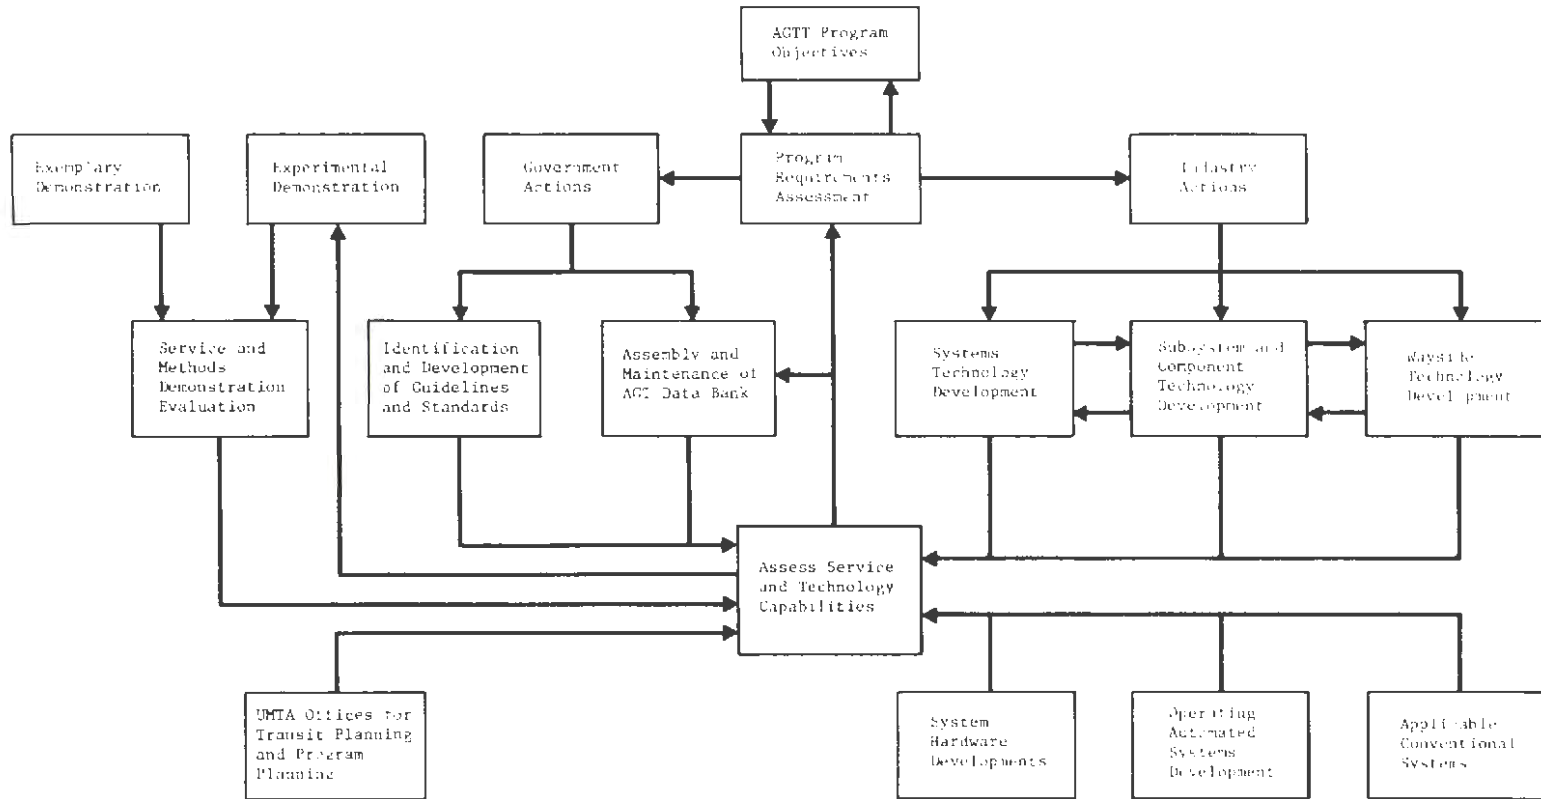 AGTT Program
Objectives
Exemplary
Demonstration
Experimental
Demonstration
Government
Actions
Program
Requirements
Assessment
Industry
Actions
Service and
Methods
Demonstration
Evaluation
Identification
and Development
of Guidelines
and Standards
Assembly and
Maintenance of
AGT Data Bank
Systems
Technology
Development
Subsystem and
Component
Technology
Development
Wayside
Technology
Development
Assess Service
and Technology
Capabilities
UMTA Offices for
Transit Planning
and Program
Planning
System
Hardware
Developments
Operating
Automated
Systems
Development
Applicable
Conventional
Systems